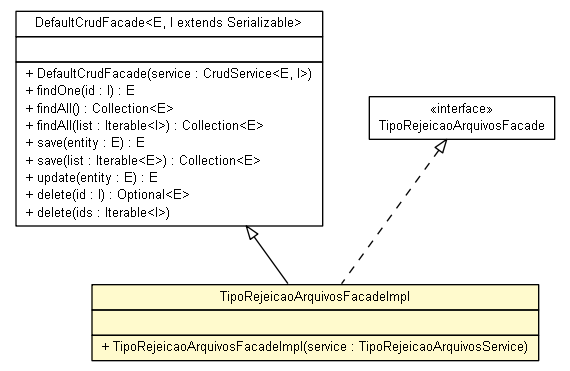 DefaultCrudFacade<E, I extends Serializable>
+ DefaultCrudFacade(service : CrudService<E, I>)
+ findOne(id : I) : E
+ findAll() : Collection<E>
+ findAll(list : Iterable<I>) : Collection<E>
+ save(entity : E) : E
+ save(list : Iterable<E>) : Collection<E>
+ update(entity : E) : E
+ delete(id : I) : Optional<E>
+ delete(ids : Iterable<I>)
«interface»
TipoRejeicaoArquivosFacade
TipoRejeicaoArquivosFacadeImpl
+ TipoRejeicaoArquivosFacadeImpl(service : TipoRejeicaoArquivosService)